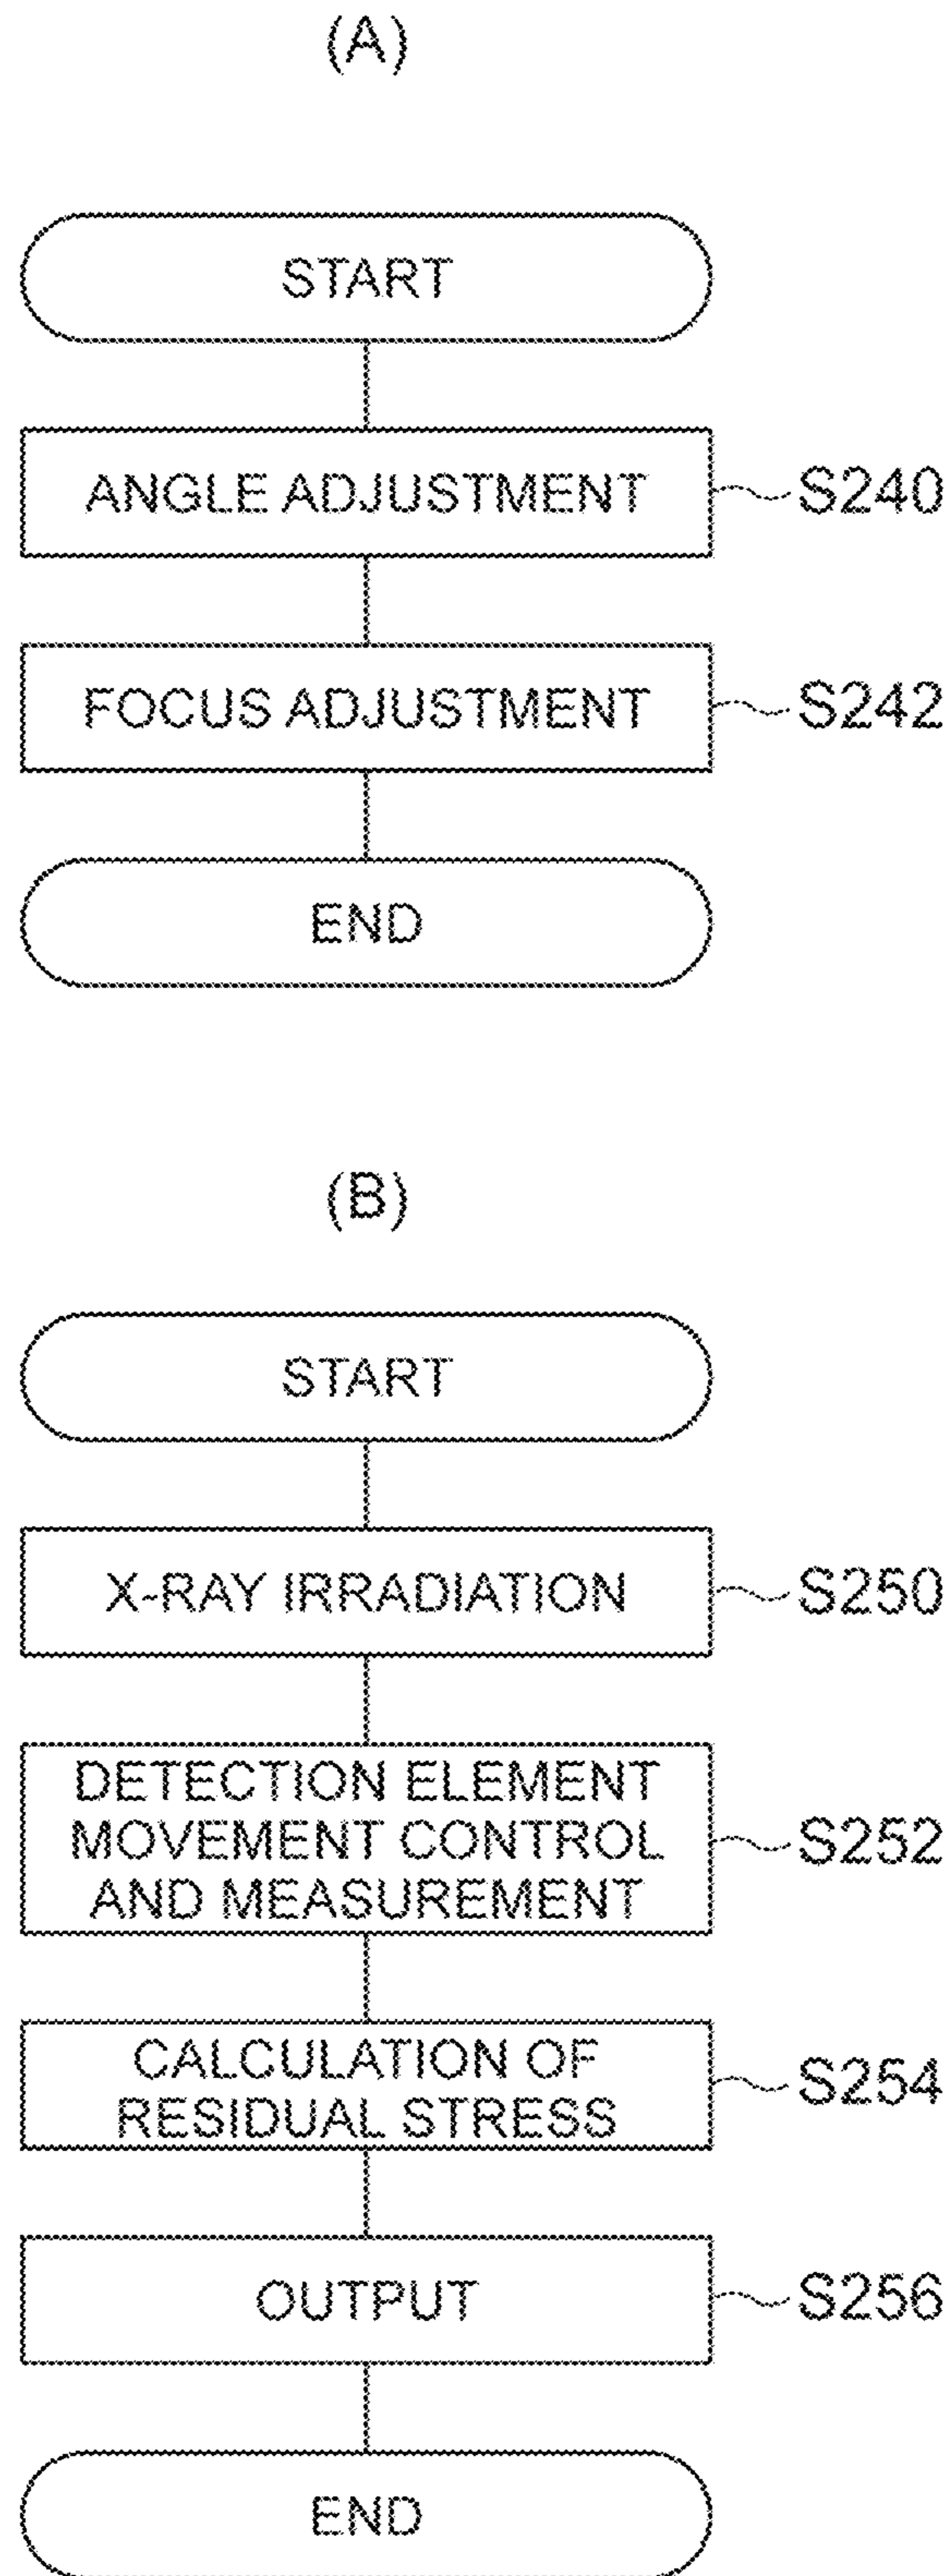 (A)
START
ANGLE ADJUSTMENT
S240
FOCUS ADJUSTMENT
S242
END
(B)
START
X-RAY IRRADIATION
S250
DETECTION ELEMENT
MOVEMENT CONTROL
AND MEASUREMENT
S252
CALCULATION OF
RESIDUAL STRESS
S254
OUTPUT
S256
END